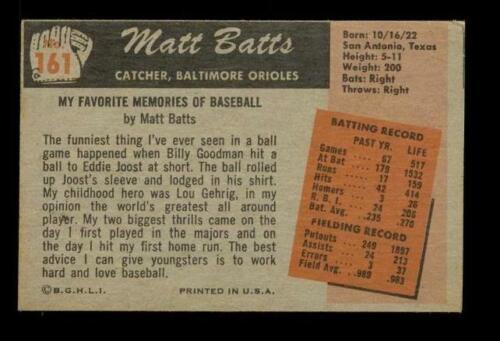 No.
161
Matt Batts
CATCHER, BALTIMORE ORIOLES
Born: 10/16/22
San Antonio, Texas
Height: 5-11
Weight: 200
Bats: Right
Throws: Right
MY FAVORITE MEMORIES OF BASEBALL
by Matt Batts
The funniest thing I've ever seen in a ball
game happened when Billy Goodman hit a
ball to Eddie Joost at short. The ball rolled
up Joost's sleeve and lodged in his shirt.
My childhood hero was Lou Gehrig, in my
opinion the world's greatest all around
player. My two biggest thrills came on the
day I first played in the majors and on
the day I hit my first home run. The best
advice I can give youngsters is to work
hard and love baseball.
©B.G.H.L.I. PRINTED IN U.S.A.
BATTING RECORD
PAST YR. LIFE
Games 67 517
At Bat 179 1532
Runs 17 159
Hits 42 414
Homers 3 26
R.B.I. 24 206
Bat. Avg. .235 .270
FIELDING RECORD
Putouts 249 1897
Assists 24 213
Errors 3 37
Field Avg. .989 .983